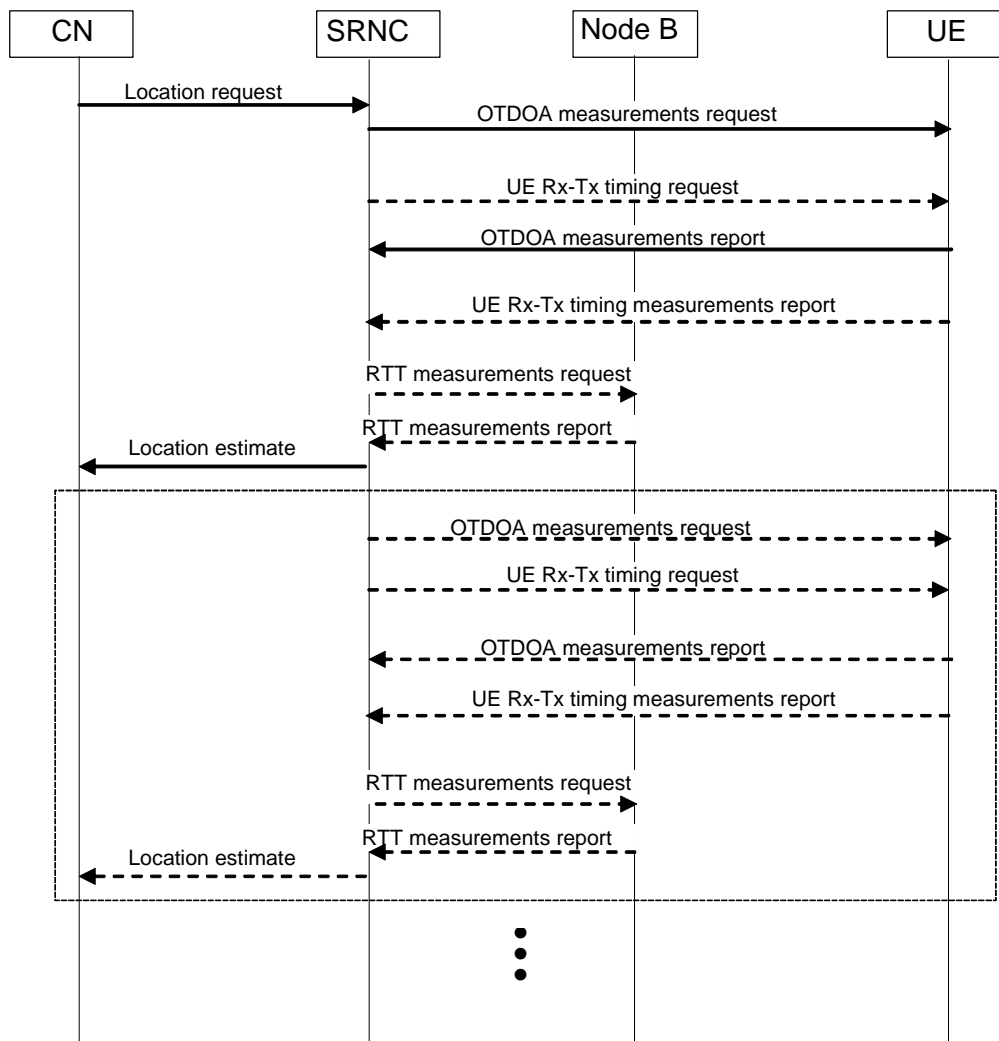 CN
SRNC
Node B
UE
Location request
OTDOA measurements request
UE Rx-Tx timing request
OTDOA measurements report
UE Rx-Tx timing measurements report
RTT measurements request
RTT measurements report
Location estimate
OTDOA measurements request
UE Rx-Tx timing request
OTDOA measurements report
UE Rx-Tx timing measurements report
RTT measurements request
RTT measurements report
Location estimate